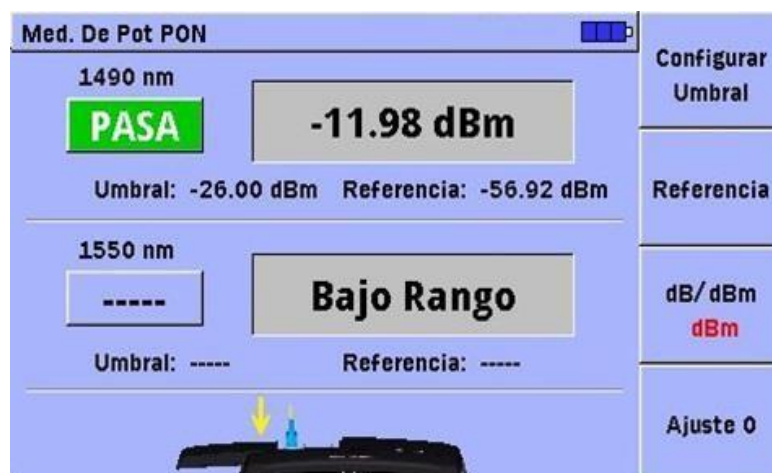 Med. De Pot PON
1490 nm
PASA
-11.98 dBm
Umbral: -26.00 dBm Referencia: -56.92 dBm
1550 nm
-----
Bajo Rango
Umbral: ----- Referencia: -----
Configurar
Umbral
Referencia
dB/dBm
dBm
Ajuste 0